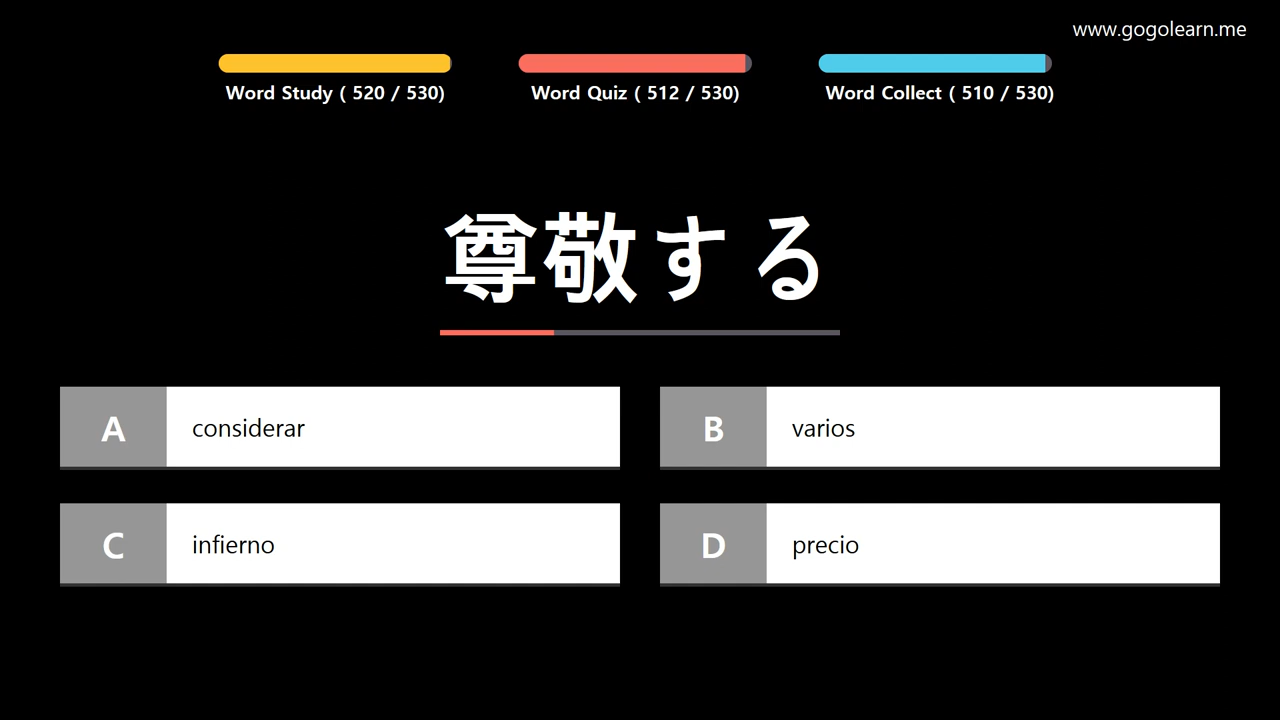 www.gogolearn.me
Word Study ( 520 / 530)
Word Quiz ( 512 / 530)
Word Collect ( 510 / 530)
尊敬する
A considerar
B varios
C infierno
D precio